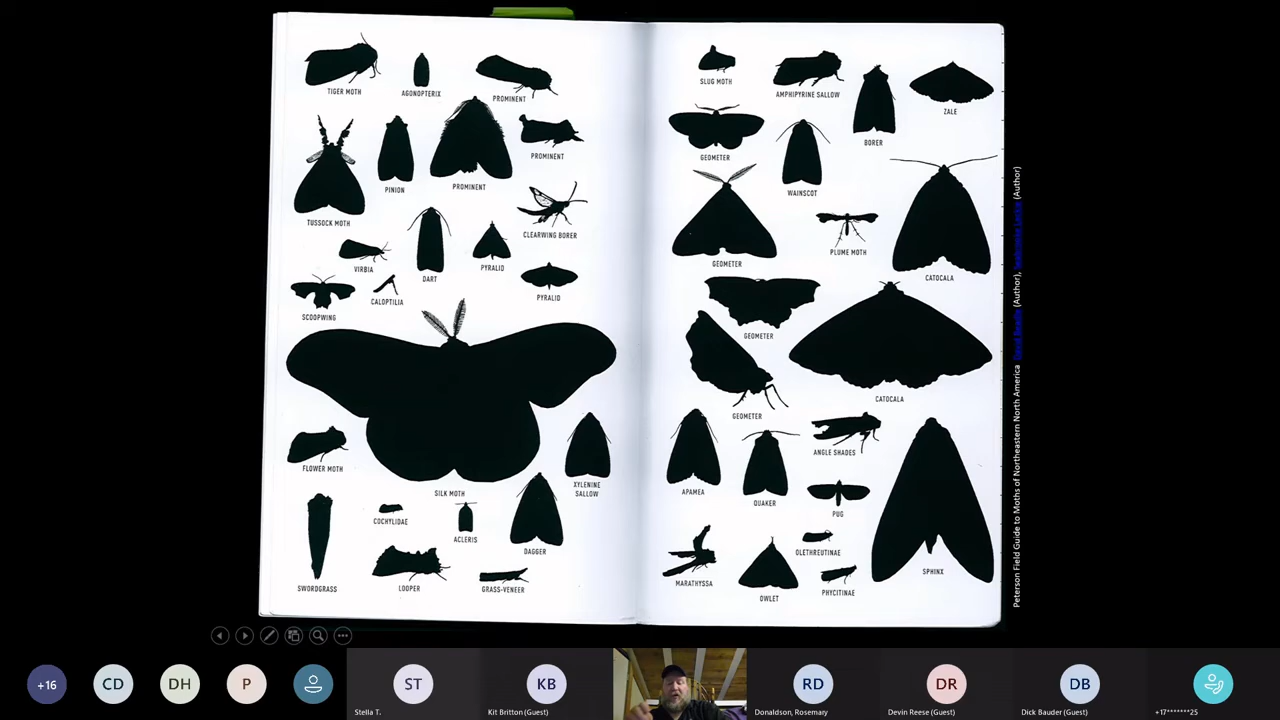 TIGER MOTH
AGONOPTERIX
PROMINENT
TUSSOCK MOTH
PINION
PROMINENT
PROMINENT
VIRBIA
DART
PYRALID
CLEARWING BORER
SCOOPWING
CALOPTILIA
PYRALID
SILK MOTH
FLOWER MOTH
XYLENINE
SALLOW
SWORDGRASS
COCHYLIDAE
ACLERIS
DAGGER
LOOPER
GRASS-VENEER
SLUG MOTH
AMPHIPYRINE SALLOW
BORER
ZALE
GEOMETER
WAINSCOT
GEOMETER
PLUME MOTH
CATOCALA
GEOMETER
GEOMETER
CATOCALA
APAMEA
QUAKER
ANGLE SHADES
PUG
MARATHYSSA
OWLET
OLETHREUTINAE
PHYCITINAE
SPHINX
Peterson Field Guide to Moths of Northeastern North America (Author), (Author)
+16
CD
DH
P
ST
Stella T.
KB
Kit Britton (Guest)
RD
Donaldson, Rosemary
DR
Devin Reese (Guest)
DB
Dick Bauder (Guest)
+17*******25